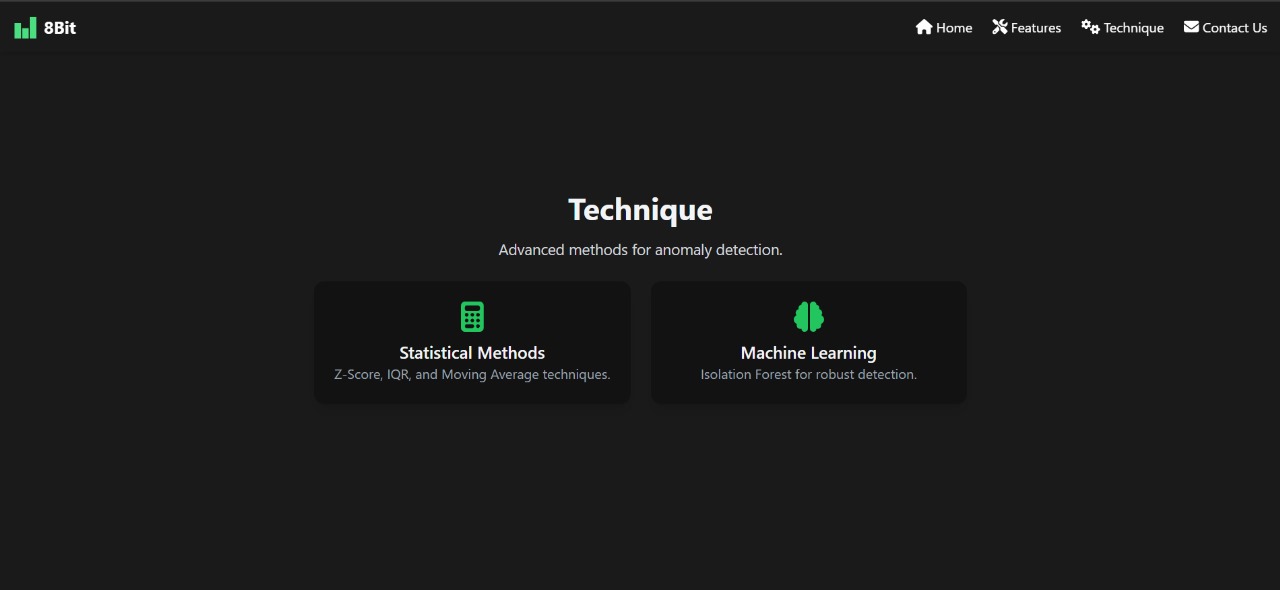 8Bit
Home Features Technique Contact Us
Technique
Advanced methods for anomaly detection.
Statistical Methods
Z-Score, IQR, and Moving Average techniques.
Machine Learning
Isolation Forest for robust detection.